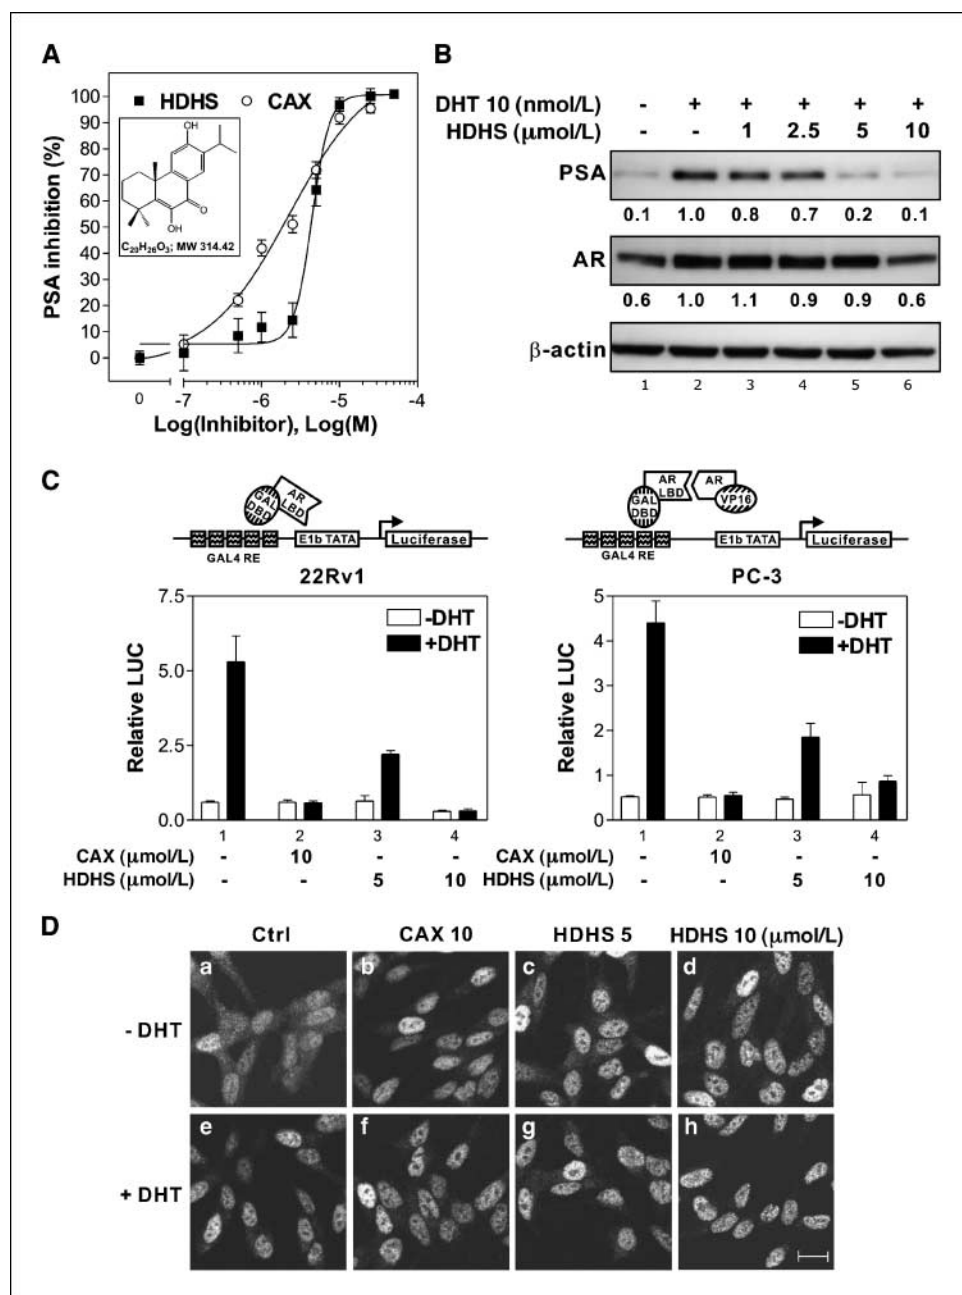 A
■ HDHS ○ CAX
PSA inhibition (%)
100
90
80
70
60
50
40
30
20
10
0
OH
O
OH
C20H26O3; MW 314.42
0 -7 -6 -5 -4
Log(Inhibitor), Log(M)
B
DHT 10 (nmol/L) - + + + + +
HDHS (μmol/L) - - 1 2.5 5 10
PSA
0.1 1.0 0.8 0.7 0.2 0.1
AR
0.6 1.0 1.1 0.9 0.9 0.6
β-actin
1 2 3 4 5 6
C
GAL DBD
AR LBD
GAL4 RE
E1b TATA
Luciferase
22Rv1
Relative LUC
7.5
5.0
2.5
0.0
-DHT
+DHT
1 2 3 4
CAX (μmol/L) - 10 - -
HDHS (μmol/L) - - 5 10
GAL DBD
AR LBD
AR
VP16
GAL4 RE
E1b TATA
Luciferase
PC-3
Relative LUC
5
4
3
2
1
0
-DHT
+DHT
1 2 3 4
CAX (μmol/L) - 10 - -
HDHS (μmol/L) - - 5 10
D
Ctrl CAX 10 HDHS 5 HDHS 10 (μmol/L)
- DHT
a b c d
+ DHT
e f g h